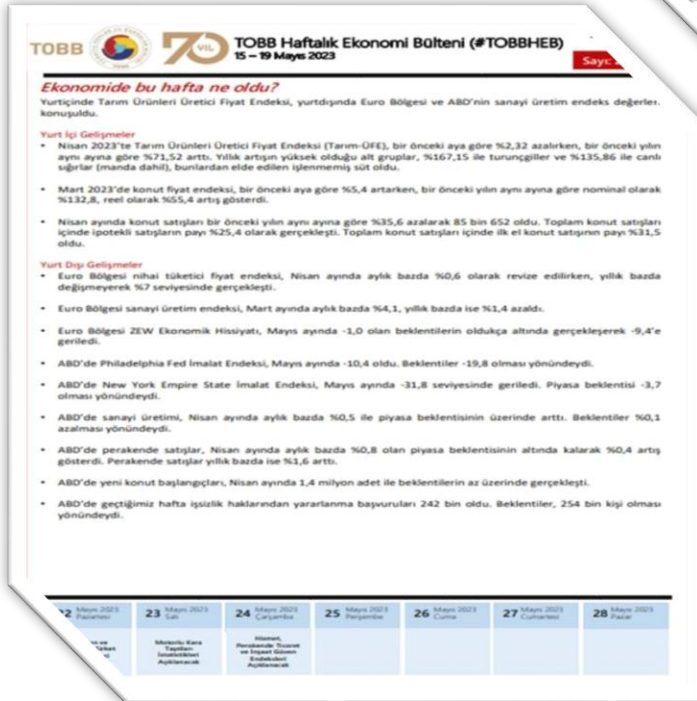 TOBB
70 YIL
TOBB Haftalık Ekonomi Bülteni (#TOBBHEB)
15 – 19 Mayıs 2023
Sayı:
Ekonomide bu hafta ne oldu?
Yurtiçinde Tarım Ürünleri Üretici Fiyat Endeksi, yurtdışında Euro Bölgesi ve ABD'nin sanayi üretim endeks değerler.
konuşuldu.
Yurt İçi Gelişmeler
• Nisan 2023'te Tarım Ürünleri Üretici Fiyat Endeksi (Tarım-ÜFE), bir önceki aya göre %2,32 azalırken, bir önceki yılın
aynı ayına göre %71,52 arttı. Yıllık artışın yüksek olduğu alt gruplar, %167,15 ile turunçgiller ve %135,86 ile canlı
sığırlar (manda dahil), bunlardan elde edilen işlenmemiş süt oldu.
• Mart 2023'de konut fiyat endeksi, bir önceki aya göre %5,4 artarken, bir önceki yılın aynı ayına göre nominal olarak
%132,8, reel olarak %55,4 artış gösterdi.
• Nisan ayında konut satışları bir önceki yılın aynı ayına göre %35,6 azalarak 85 bin 652 oldu. Toplam konut satışları
içinde ipotekli satışların payı %25,4 olarak gerçekleşti. Toplam konut satışları içinde ilk el konut satışının payı %31,5
oldu.
Yurt Dışı Gelişmeler
• Euro Bölgesi nihai tüketici fiyat endeksi, Nisan ayında aylık bazda %0,6 olarak revize edilirken, yıllık bazda
değişmeyerek %7 seviyesinde gerçekleşti.
• Euro Bölgesi sanayi üretim endeksi, Mart ayında aylık bazda %4,1, yıllık bazda ise %1,4 azaldı.
• Euro Bölgesi ZEW Ekonomik Hissiyatı, Mayıs ayında -1,0 olan beklentilerin oldukça altında gerçekleşerek -9,4'e
geriledi.
• ABD'de Philadelphia Fed İmalat Endeksi, Mayıs ayında -10,4 oldu. Beklentiler -19,8 olması yönündeydi.
• ABD'de New York Empire State İmalat Endeksi, Mayıs ayında -31,8 seviyesinde geriledi. Piyasa beklentisi -3,7
olması yönündeydi.
• ABD'de sanayi üretimi, Nisan ayında aylık bazda %0,5 ile piyasa beklentisinin üzerinde arttı. Beklentiler %0,1
azalması yönündeydi.
• ABD'de perakende satışlar, Nisan ayında aylık bazda %0,8 olan piyasa beklentisinin altında kalarak %0,4 artış
gösterdi. Perakende satışlar yıllık bazda ise %1,6 arttı.
• ABD'de yeni konut başlangıçları, Nisan ayında 1,4 milyon adet ile beklentilerin az üzerinde gerçekleşti.
• ABD'de geçtiğimiz hafta işsizlik haklarından yararlanma başvuruları 242 bin oldu. Beklentiler, 254 bin kişi olması
yönündeydi.
22 Mayıs 2023 Pazartesi
23 Mayıs 2023 Salı
24 Mayıs 2023 Çarşamba
25 Mayıs 2023 Perşembe
26 Mayıs 2023 Cuma
27 Mayıs 2023 Cumartesi
28 Mayıs 2023 Pazar
Motorlu Kara
Taşıtları
İstatistikleri
Açıklanacak
Hizmet,
Perakende Ticaret
ve İnşaat Güven
Endeksleri
Açıklanacak